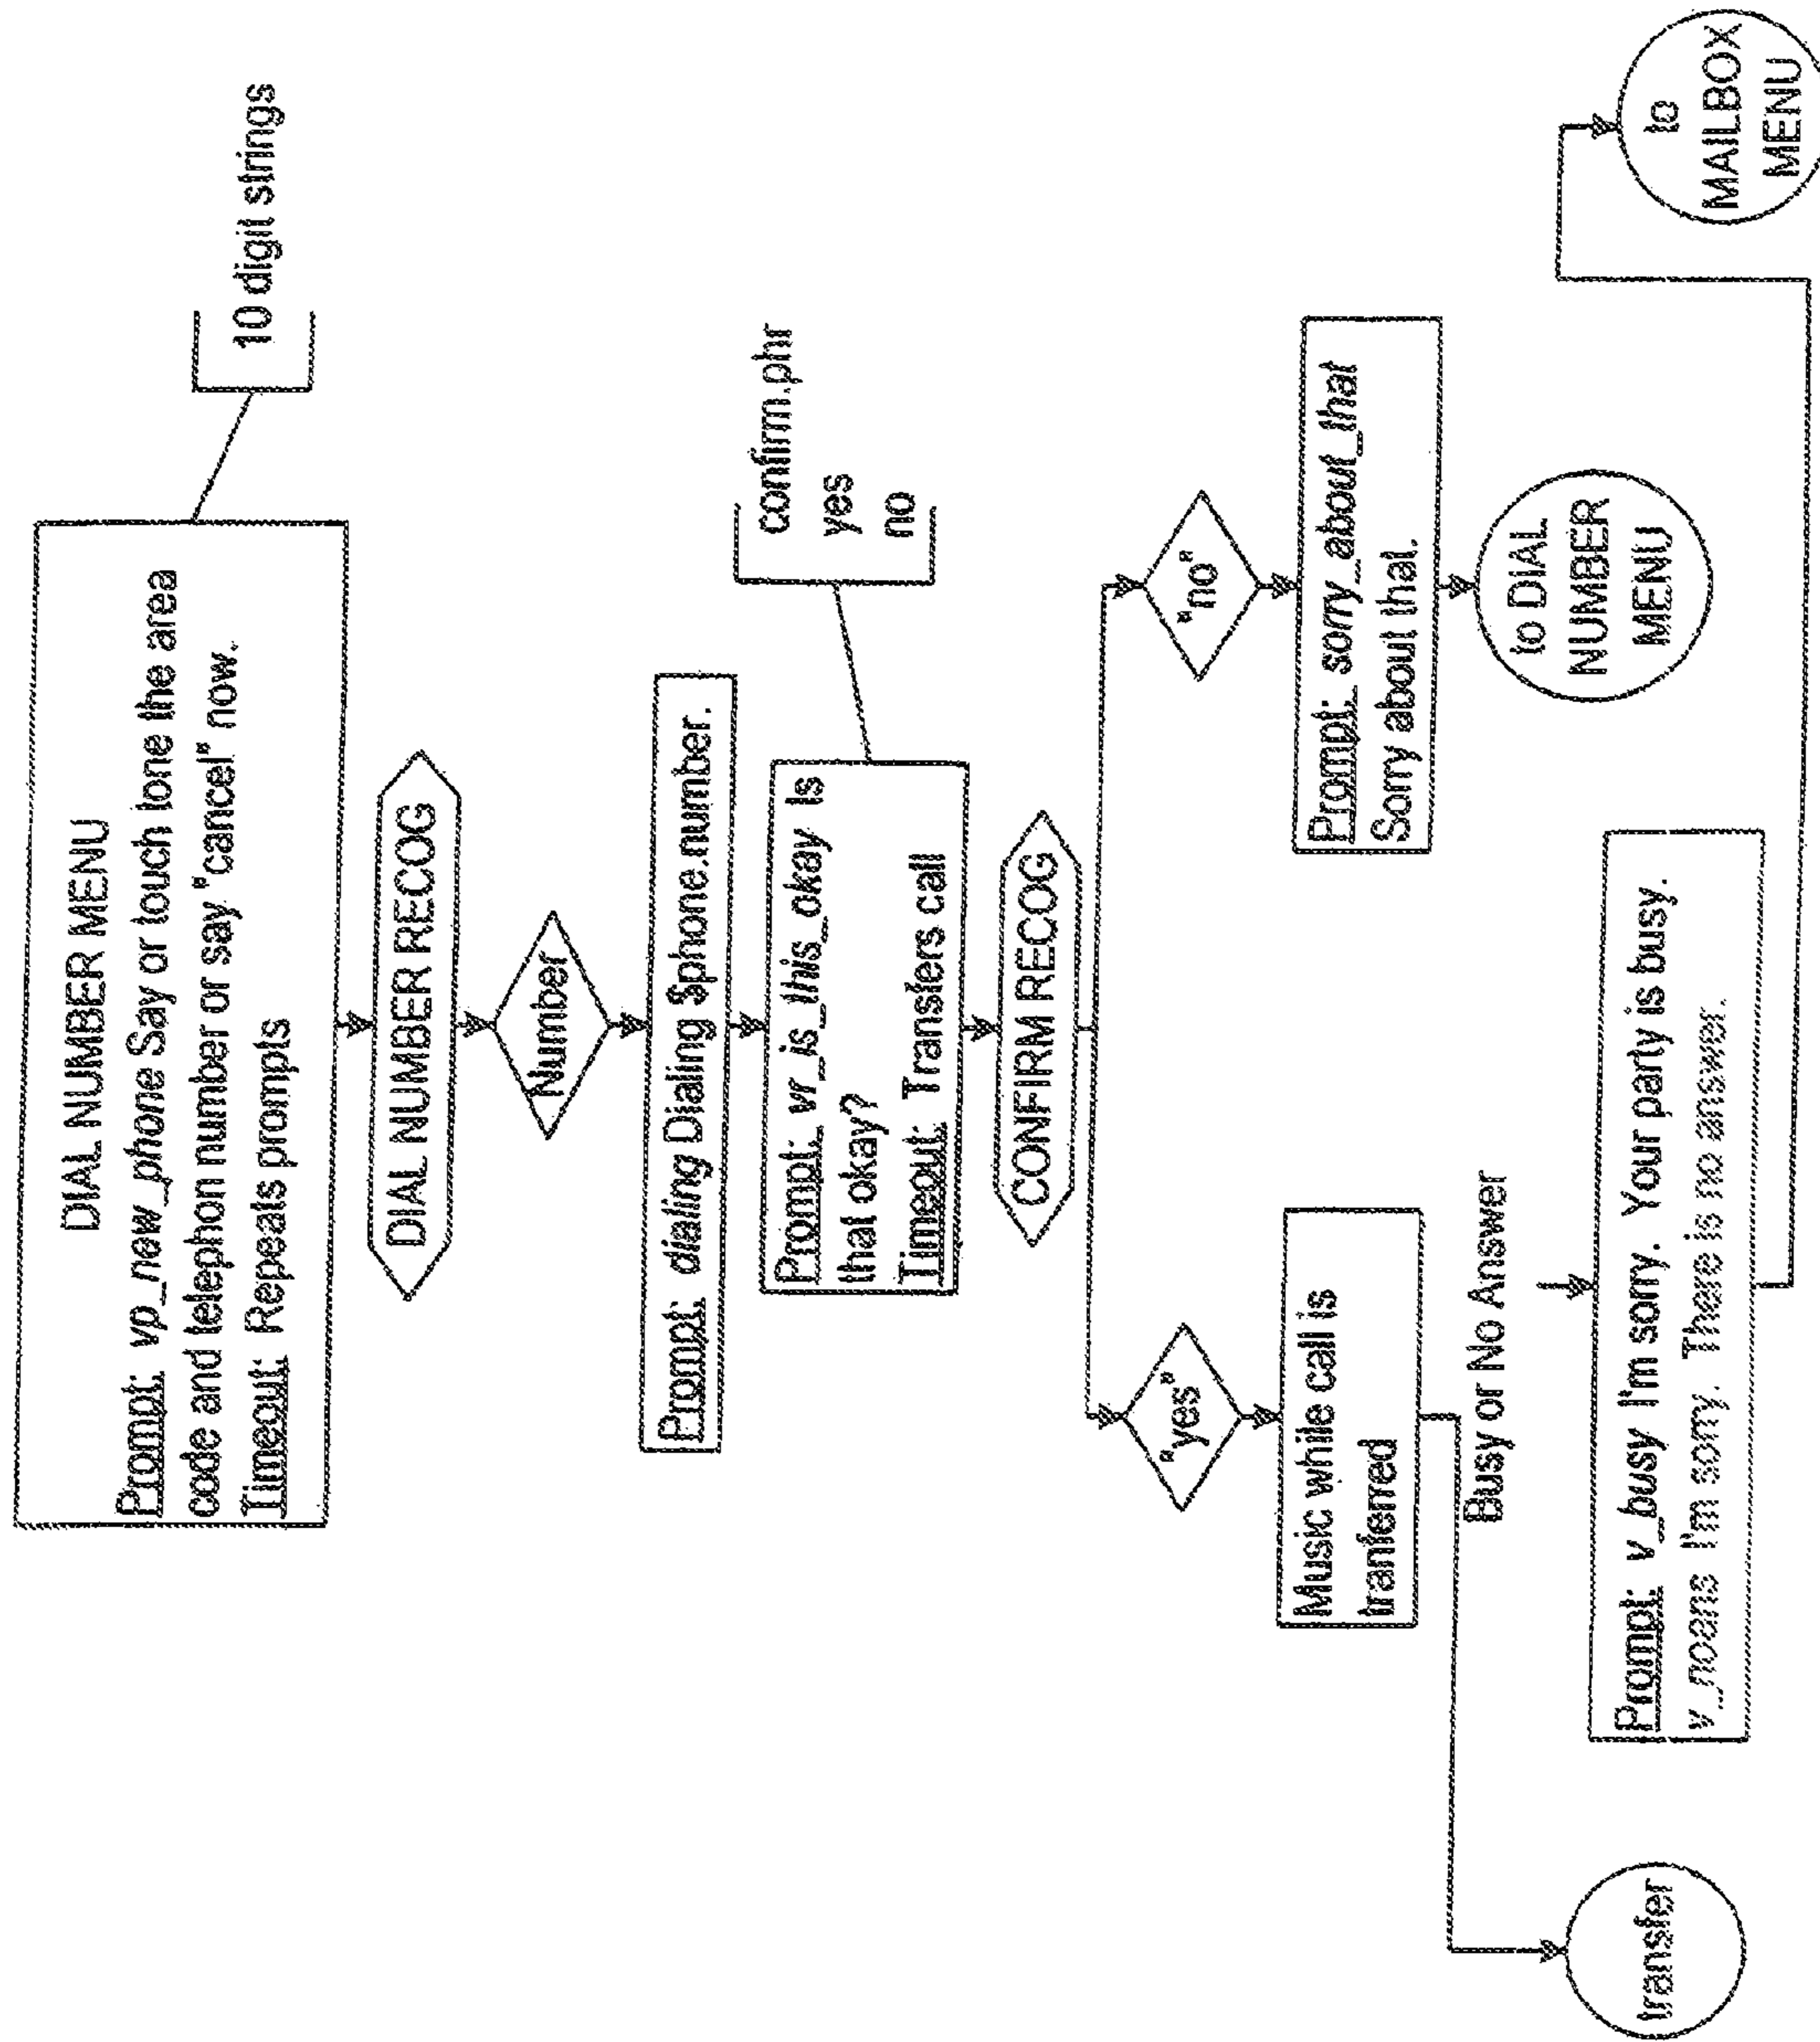 DIAL NUMBER MENU
Prompt: vp_new_phone Say or touch tone the area
code and telephon number or say "cancel" now.
Timeout: Repeats prompts
10 digit strings
DIAL NUMBER RECOG
Number
Prompt: dialing Dialing $phone.number.
Prompt: vr_is_this_okay Is
that okay?
Timeout: Transfers call
confirm.phr
yes
no
CONFIRM RECOG
"yes"
"no"
Music while call is
tranferred
Prompt: sorry_about_that
Sorry about that.
Busy or No Answer
to DIAL
NUMBER
MENU
transfer
Prompt: v_busy I'm sorry. Your party is busy.
v_noans I'm sorry. There is no answer.
to
MAILBOX
MENU